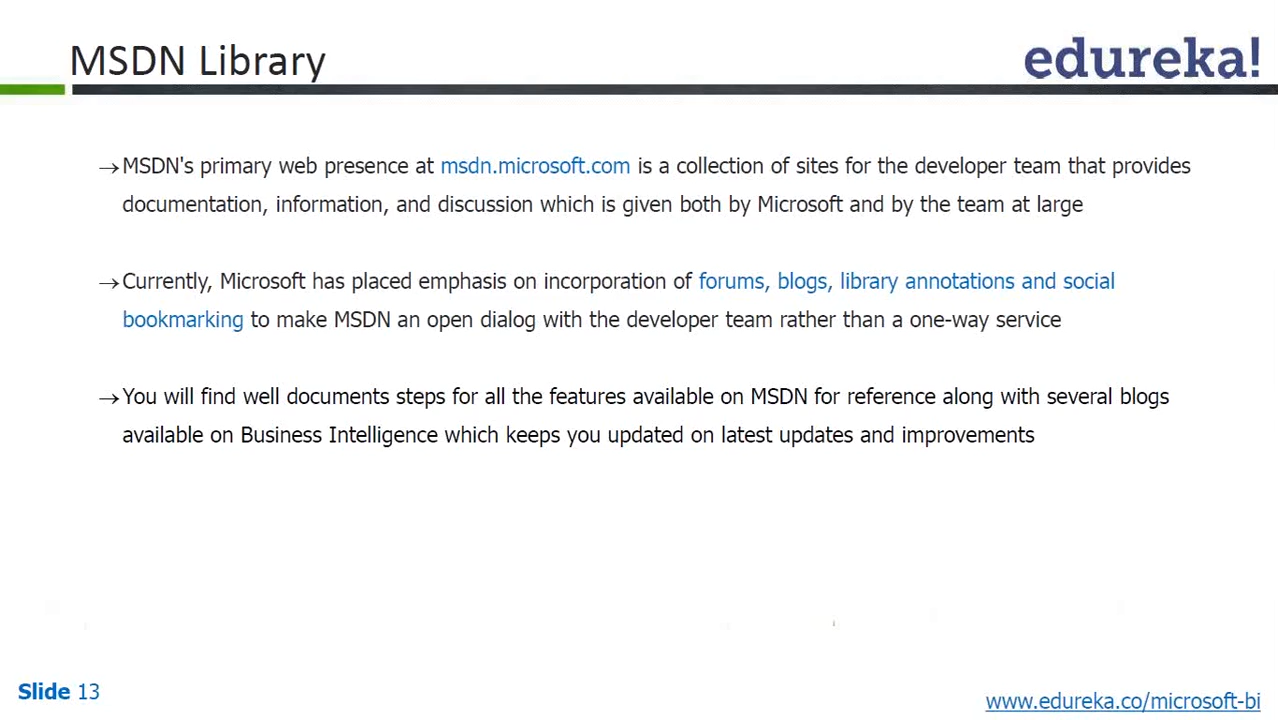 MSDN Library
edureka!
→MSDN's primary web presence at msdn.microsoft.com is a collection of sites for the developer team that provides
documentation, information, and discussion which is given both by Microsoft and by the team at large
→Currently, Microsoft has placed emphasis on incorporation of forums, blogs, library annotations and social
bookmarking to make MSDN an open dialog with the developer team rather than a one-way service
→You will find well documents steps for all the features available on MSDN for reference along with several blogs
available on Business Intelligence which keeps you updated on latest updates and improvements
Slide 13
www.edureka.co/microsoft-bi